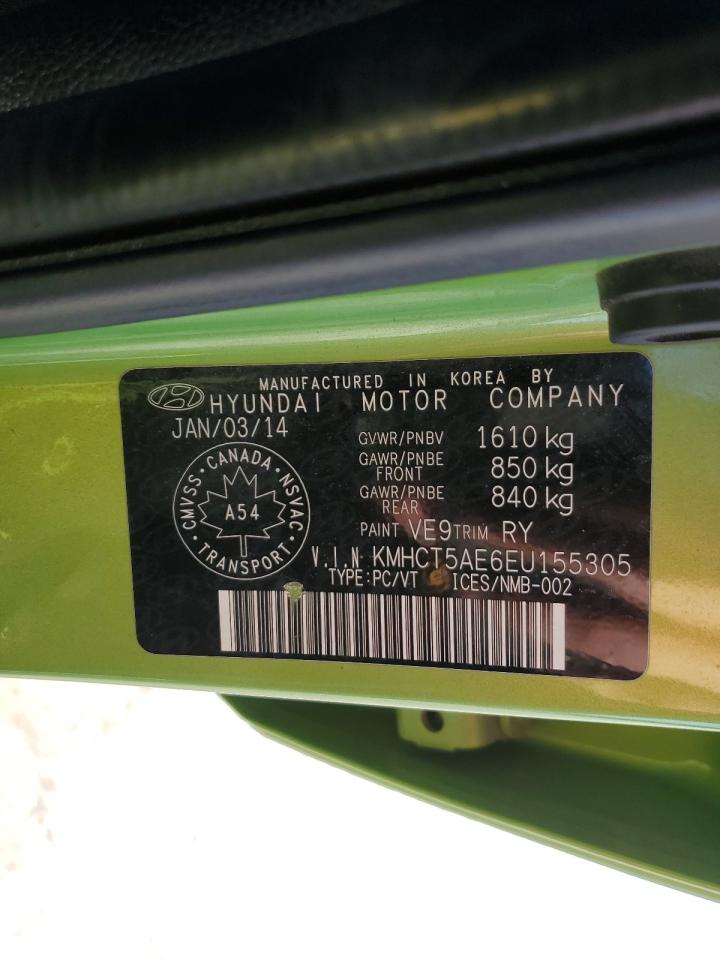 MANUFACTURED IN KOREA BY
HYUNDAI MOTOR COMPANY
JAN/03/14
GVWR/PNBV 1610 kg
GAWR/PNBE FRONT 850 kg
GAWR/PNBE REAR 840 kg
CMVSS · CANADA · NSVAC · TRANSPORT ·
A54
PAINT VE9 TRIM RY
V.I.N KMHCT5AE6EU155305
TYPE:PC/VT ICES/NMB-002